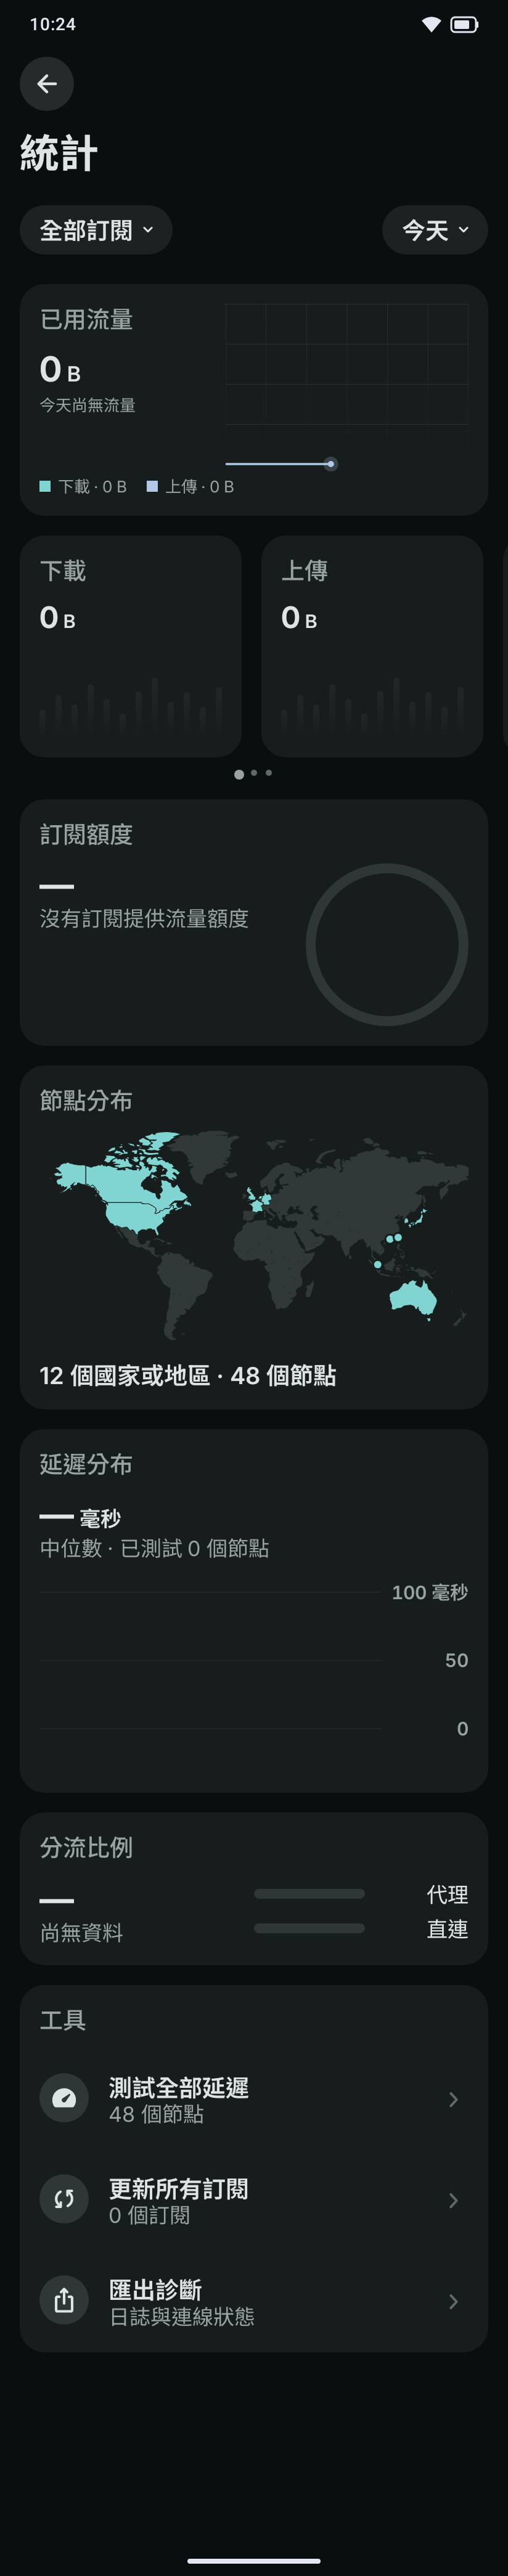 10:24
統計
全部訂閱
今天
已用流量
0 B
今天尚無流量
下載 · 0 B
上傳 · 0 B
下載
0 B
上傳
0 B
訂閱額度
—
沒有訂閱提供流量額度
節點分布
12 個國家或地區 · 48 個節點
延遲分布
— 毫秒
中位數 · 已測試 0 個節點
100 毫秒
50
0
分流比例
—
尚無資料
代理
直連
工具
測試全部延遲
48 個節點
更新所有訂閱
0 個訂閱
匯出診斷
日誌與連線狀態